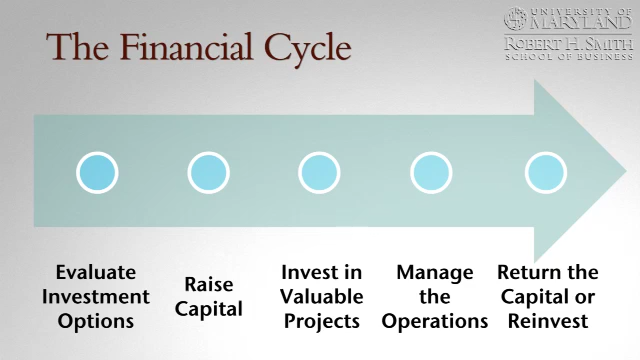 The Financial Cycle
UNIVERSITY OF
MARYLAND
ROBERT H. SMITH
SCHOOL OF BUSINESS
Evaluate
Investment
Options
Raise
Capital
Invest in
Valuable
Projects
Manage
the
Operations
Return the
Capital or
Reinvest